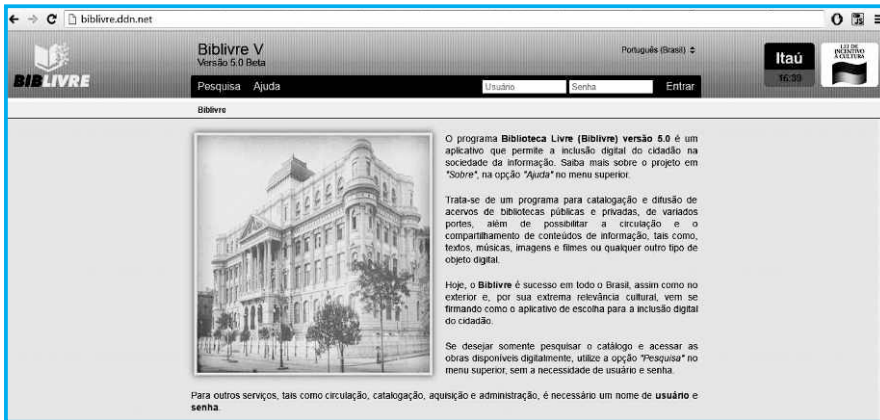 biblivre.ddn.net
Biblivre V
Versão 5.0 Beta
Português (Brasil)
BIBLIVRE
Itaú
16:39
LEI DE
INCENTIVO
À CULTURA
Pesquisa Ajuda
Usuário Senha Entrar
Biblivre
O programa Biblioteca Livre (Biblivre) versão 5.0 é um
aplicativo que permite a inclusão digital do cidadão na
sociedade da informação. Saiba mais sobre o projeto em
"Sobre", na opção "Ajuda" no menu superior.
Trata-se de um programa para catalogação e difusão de
acervos de bibliotecas públicas e privadas, de variados
portes, além de possibilitar a circulação e o
compartilhamento de conteúdos de informação, tais como,
textos, músicas, imagens e filmes ou qualquer outro tipo de
objeto digital.
Hoje, o Biblivre é sucesso em todo o Brasil, assim como no
exterior e, por sua extrema relevância cultural, vem se
firmando como o aplicativo de escolha para a inclusão digital
do cidadão.
Se desejar somente pesquisar o catálogo e acessar as
obras disponíveis digitalmente, utilize a opção "Pesquisa" no
menu superior, sem a necessidade de usuário e senha.
Para outros serviços, tais como circulação, catalogação, aquisição e administração, é necessário um nome de usuário e
senha.